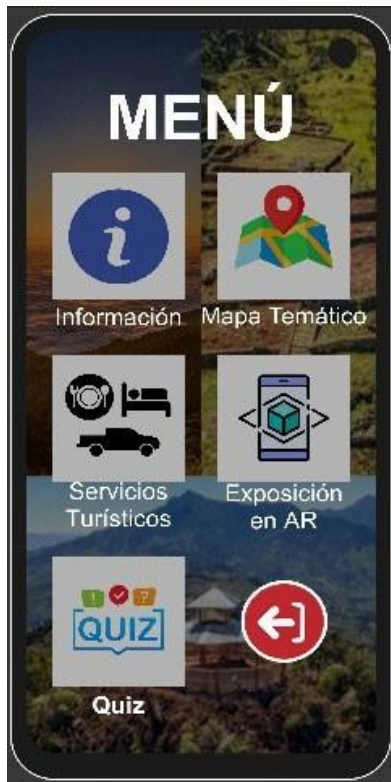 MENÚ
Información
Mapa Temático
Servicios
Turísticos
Exposición
en AR
! ?
QUIZ
Quiz